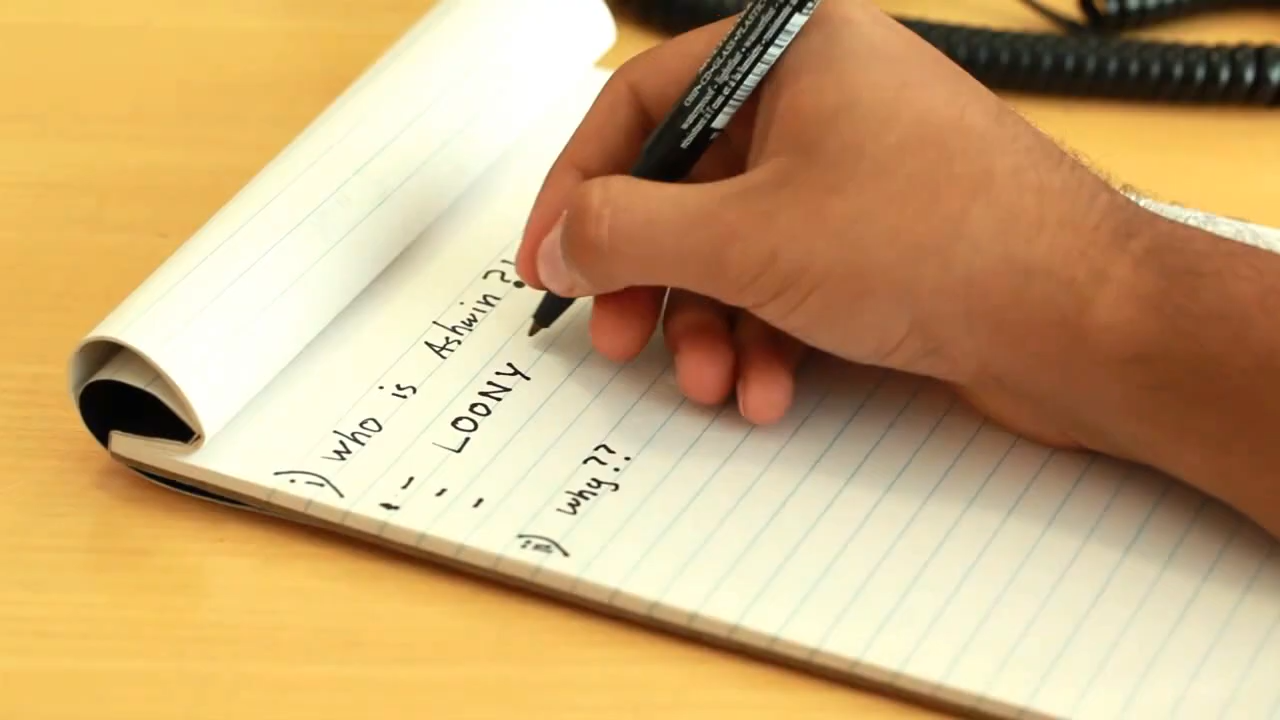 i) who is Ashwin?!
-
- LOONY
-
ii) why??